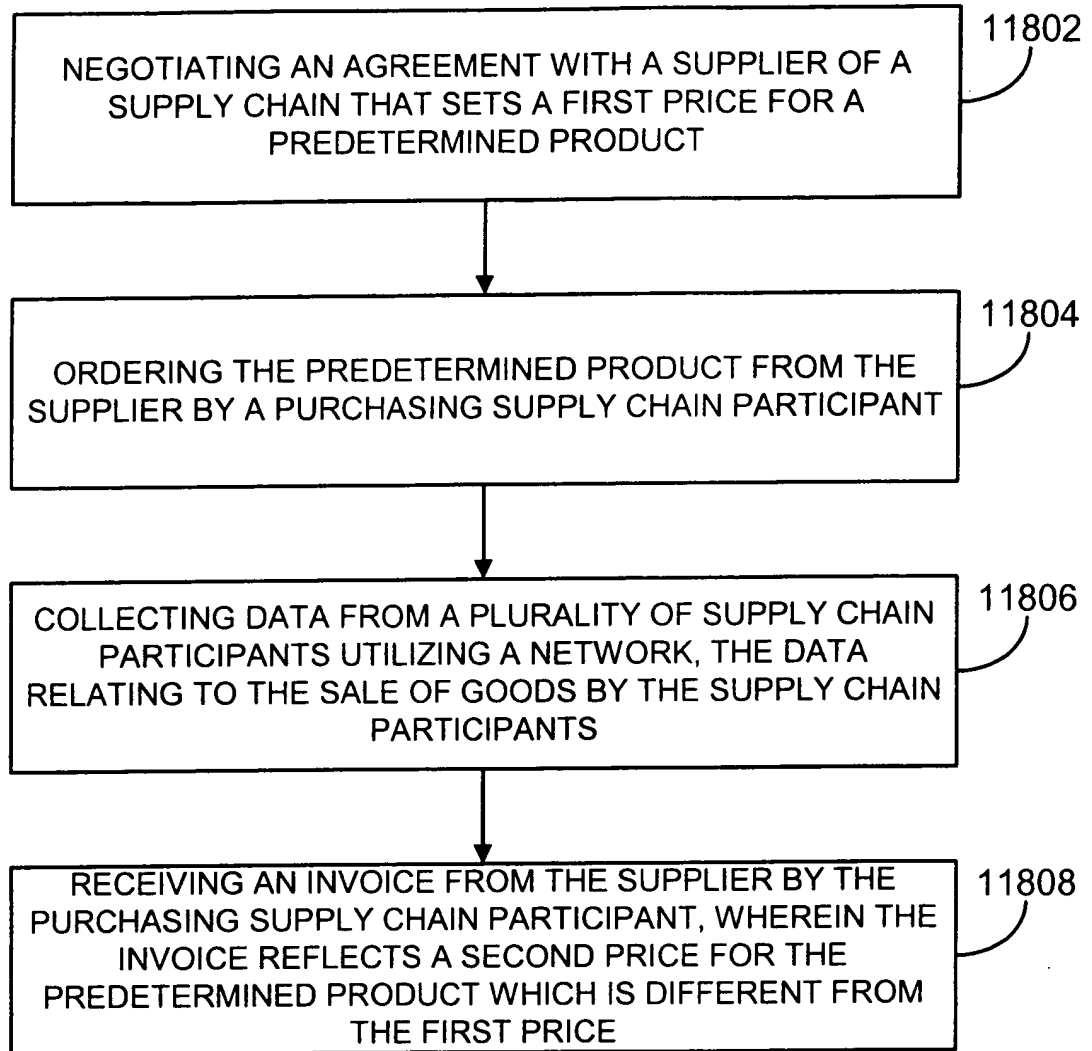 11802
NEGOTIATING AN AGREEMENT WITH A SUPPLIER OF A
SUPPLY CHAIN THAT SETS A FIRST PRICE FOR A
PREDETERMINED PRODUCT
11804
ORDERING THE PREDETERMINED PRODUCT FROM THE
SUPPLIER BY A PURCHASING SUPPLY CHAIN PARTICIPANT
11806
COLLECTING DATA FROM A PLURALITY OF SUPPLY CHAIN
PARTICIPANTS UTILIZING A NETWORK, THE DATA
RELATING TO THE SALE OF GOODS BY THE SUPPLY CHAIN
PARTICIPANTS
11808
RECEIVING AN INVOICE FROM THE SUPPLIER BY THE
PURCHASING SUPPLY CHAIN PARTICIPANT, WHEREIN THE
INVOICE REFLECTS A SECOND PRICE FOR THE
PREDETERMINED PRODUCT WHICH IS DIFFERENT FROM
THE FIRST PRICE